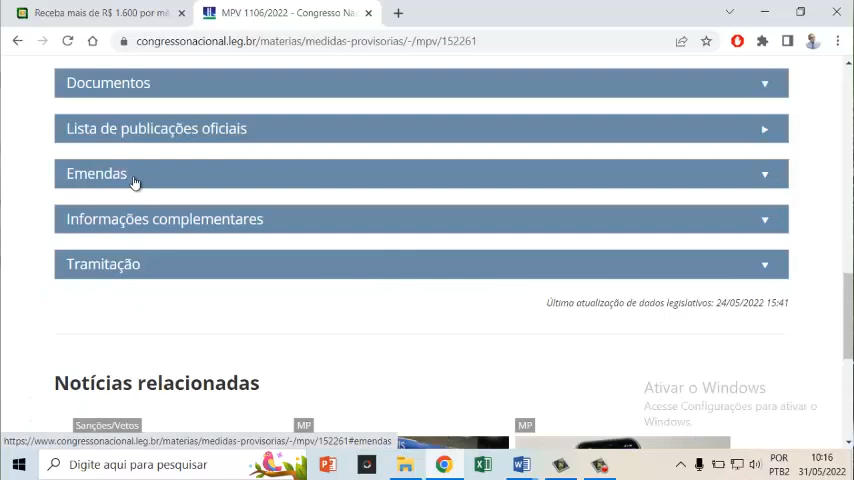 Receba mais de R$ 1.600 por mê
MPV 1106/2022 - Congresso Na
congressonacional.leg.br/materias/medidas-provisorias/-/mpv/152261
Documentos
Lista de publicações oficiais
Emendas
Informações complementares
Tramitação
Última atualização de dados legislativos: 24/05/2022 15:41
Notícias relacionadas
Ativar o Windows
Acesse Configurações para ativar o
Windows.
Sanções/Vetos
MP
MP
https://www.congressonacional.leg.br/materias/medidas-provisorias/-/mpv/152261#emendas
Digite aqui para pesquisar
POR
PTB2
10:16
31/05/2022